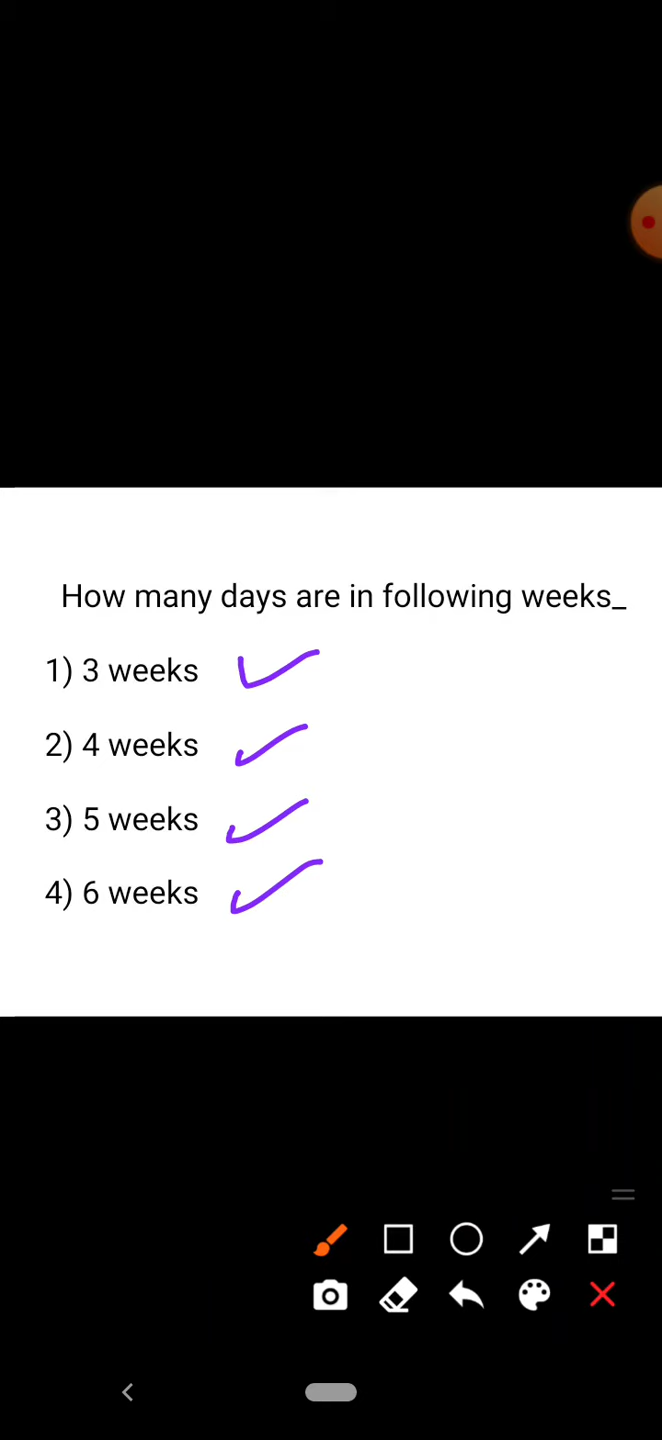 How many days are in following weeks_
1) 3 weeks
2) 4 weeks
3) 5 weeks
4) 6 weeks